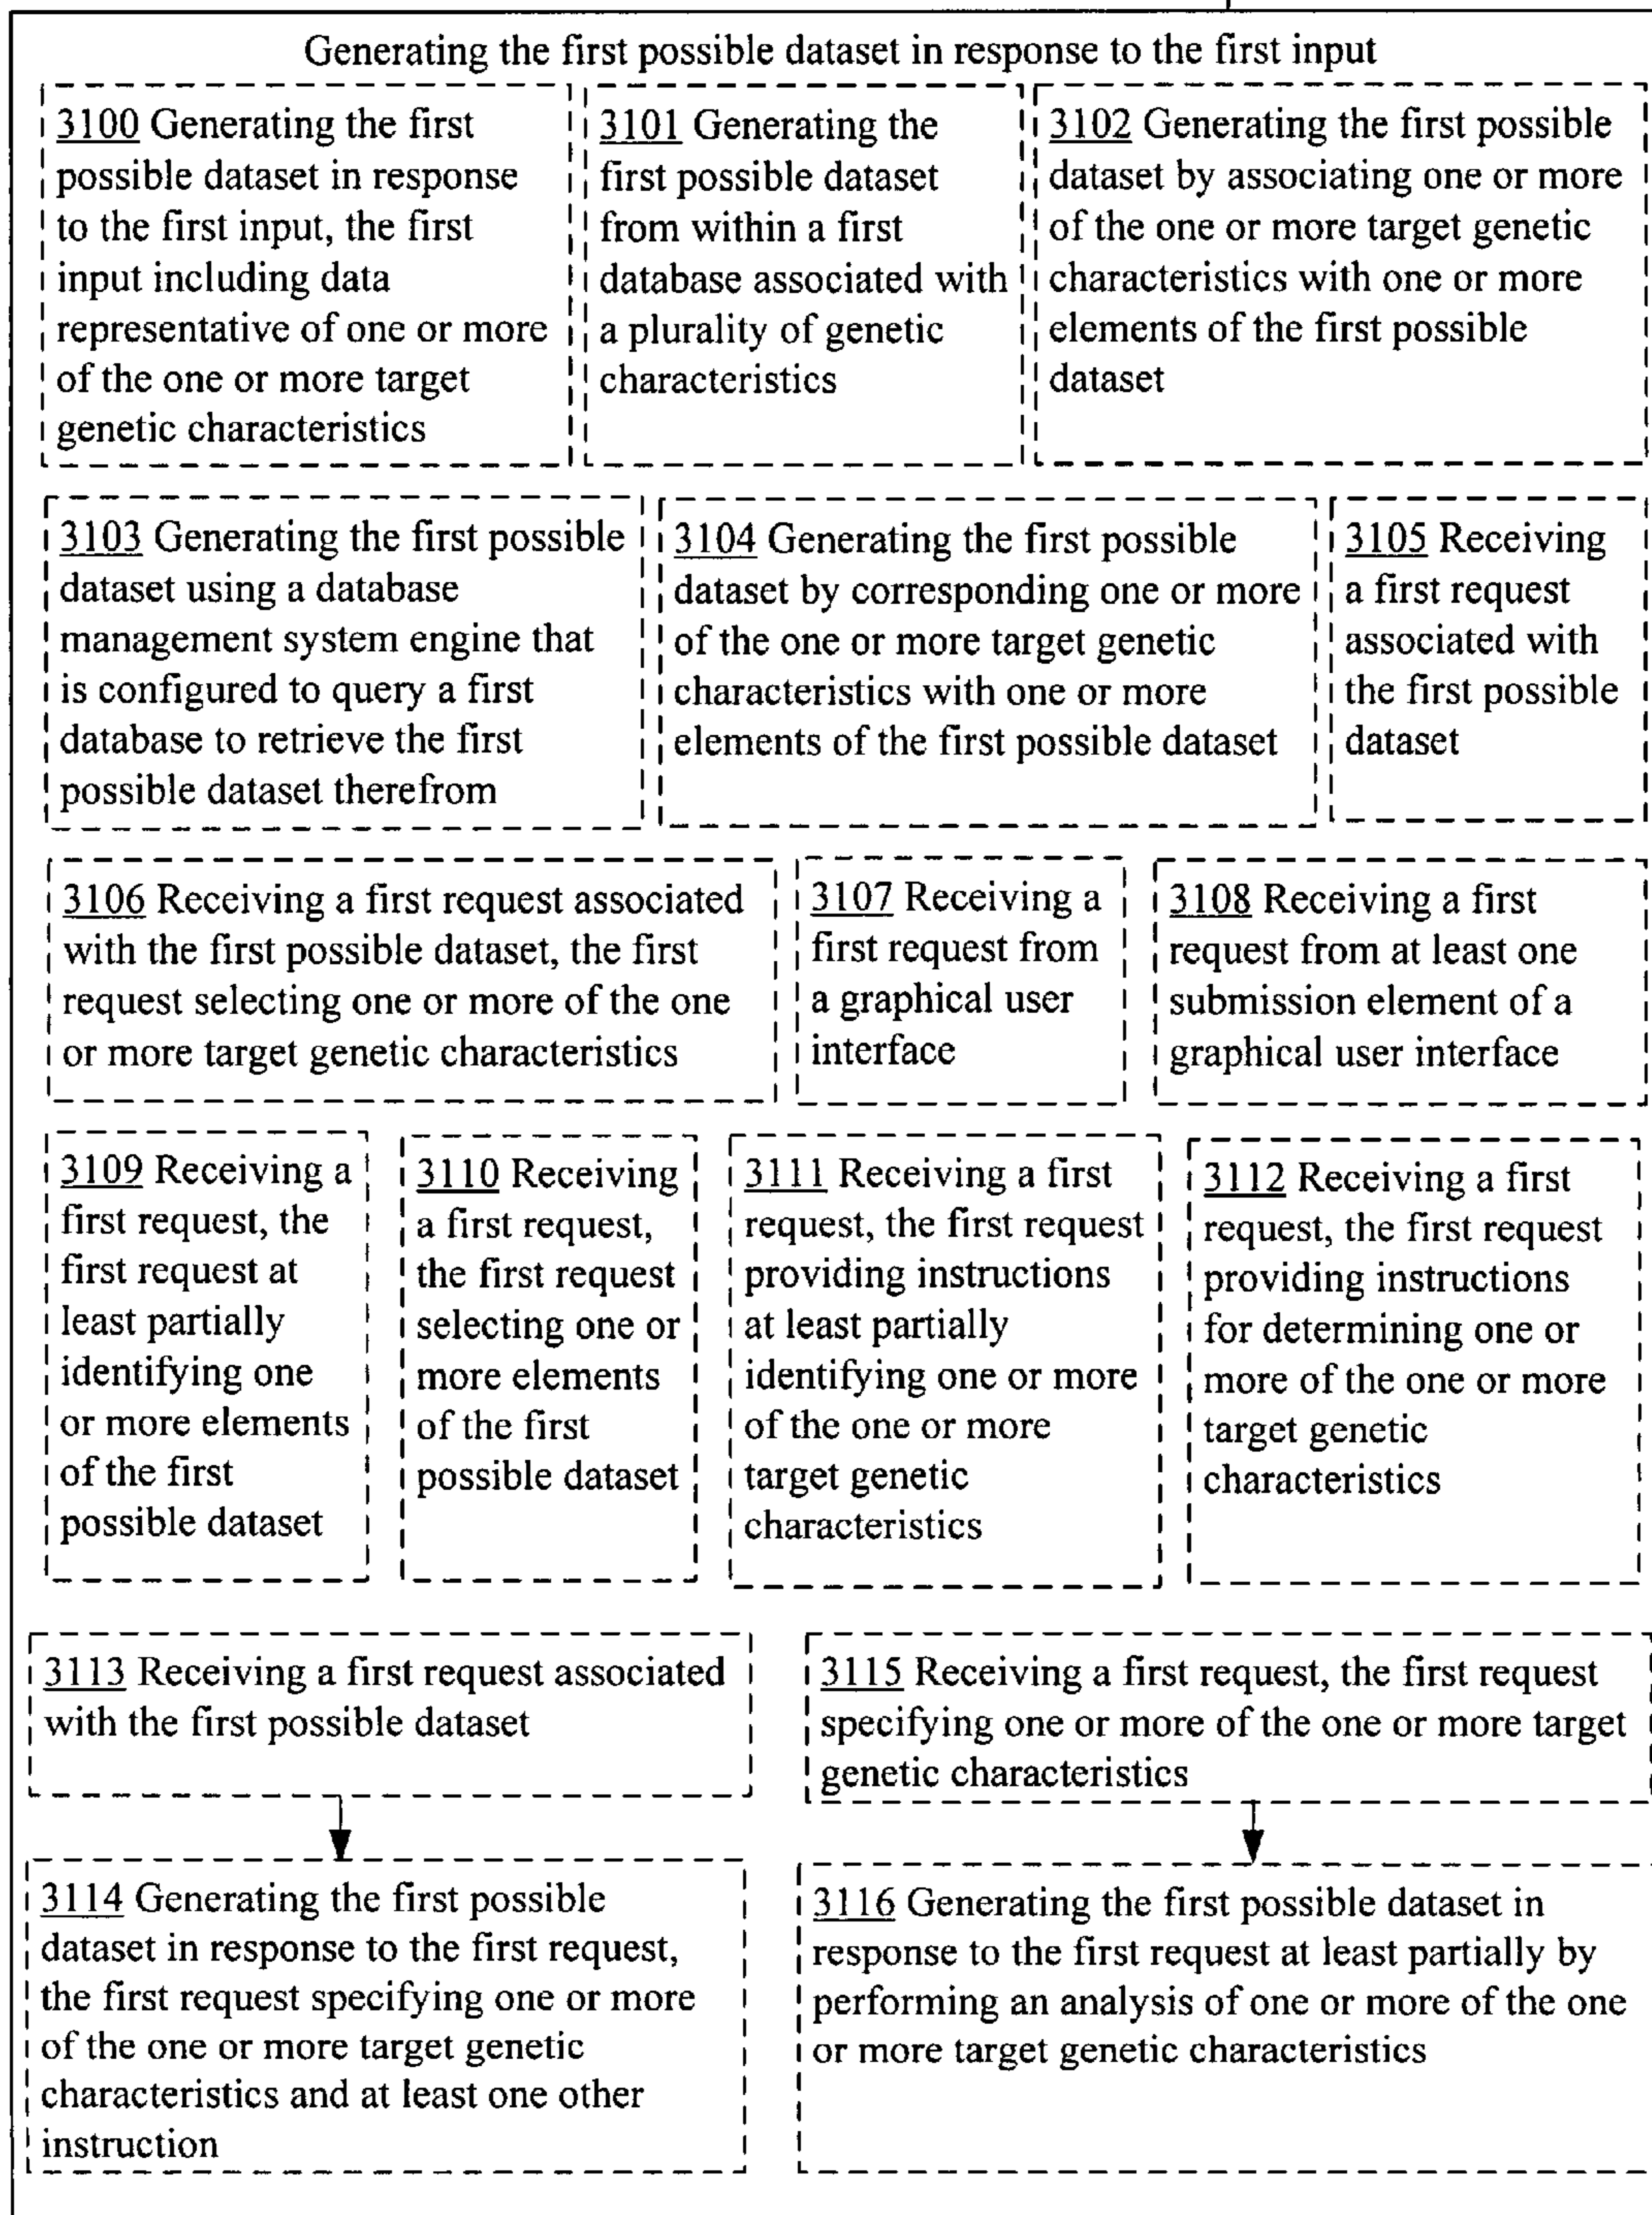 Generating the first possible dataset in response to the first input
3100 Generating the first
possible dataset in response
to the first input, the first
input including data
representative of one or more
of the one or more target
genetic characteristics
3101 Generating the
first possible dataset
from within a first
database associated with
a plurality of genetic
characteristics
3102 Generating the first possible
dataset by associating one or more
of the one or more target genetic
characteristics with one or more
elements of the first possible
dataset
3103 Generating the first possible
dataset using a database
management system engine that
is configured to query a first
database to retrieve the first
possible dataset therefrom
3104 Generating the first possible
dataset by corresponding one or more
of the one or more target genetic
characteristics with one or more
elements of the first possible dataset
3105 Receiving
a first request
associated with
the first possible
dataset
3106 Receiving a first request associated
with the first possible dataset, the first
request selecting one or more of the one
or more target genetic characteristics
3107 Receiving a
first request from
a graphical user
interface
3108 Receiving a first
request from at least one
submission element of a
graphical user interface
3109 Receiving a
first request, the
first request at
least partially
identifying one
or more elements
of the first
possible dataset
3110 Receiving
a first request,
the first request
selecting one or
more elements
of the first
possible dataset
3111 Receiving a first
request, the first request
providing instructions
at least partially
identifying one or more
of the one or more
target genetic
characteristics
3112 Receiving a first
request, the first request
providing instructions
for determining one or
more of the one or more
target genetic
characteristics
3113 Receiving a first request associated
with the first possible dataset
3115 Receiving a first request, the first request
specifying one or more of the one or more target
genetic characteristics
3114 Generating the first possible
dataset in response to the first request,
the first request specifying one or more
of the one or more target genetic
characteristics and at least one other
instruction
3116 Generating the first possible dataset in
response to the first request at least partially by
performing an analysis of one or more of the one
or more target genetic characteristics